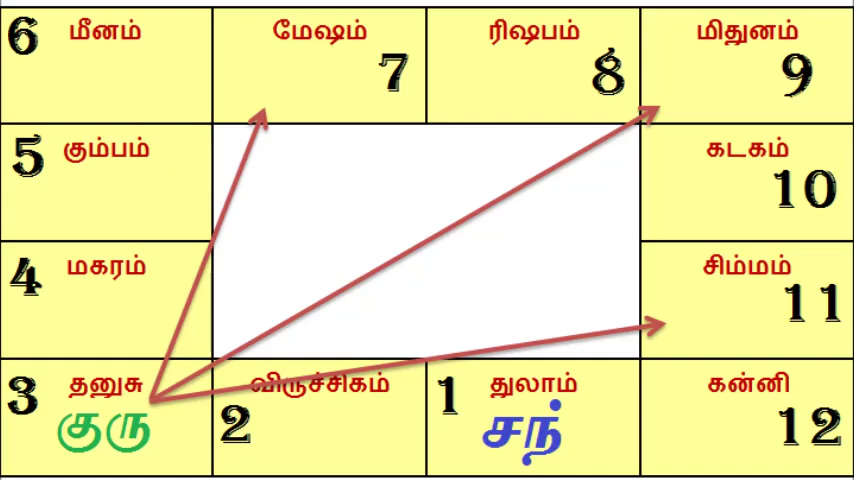 6 மீனம்
மேஷம்
7
ரிஷபம்
8
மிதுனம்
9
5 கும்பம்
கடகம்
10
4 மகரம்
சிம்மம்
11
3 தனுசு
குரு
விருச்சிகம்
2
1 துலாம்
சந்
கன்னி
12